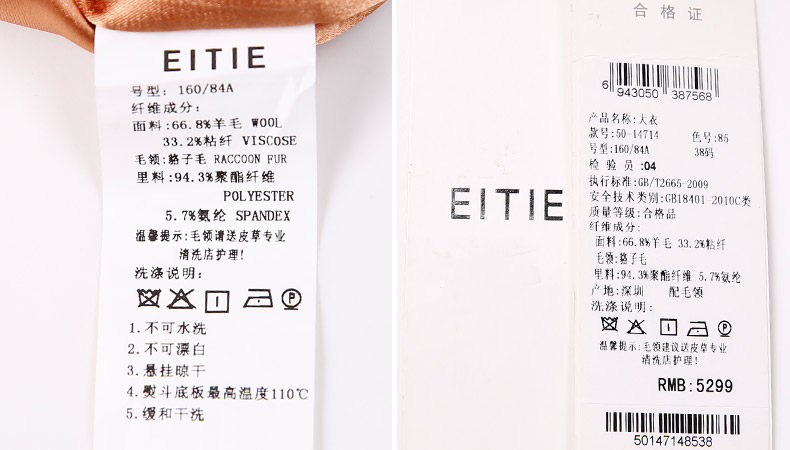 EITIE
号型: 160/84A
纤维成分:
面料:66.8%羊毛 WOOL
33.2%粘纤 VISCOSE
毛领:貉子毛 RACCOON FUR
里料:94.3%聚酯纤维
POLYESTER
5.7%氨纶 SPANDEX
温馨提示:毛领请送皮草专业
清洗店护理!
洗涤说明:
1.不可水洗
2.不可漂白
3.悬挂晾干
4.熨斗底板最高温度110℃
5.缓和干洗
EITIE
合格证
6 943050 387568
产品名称:大衣
款号:50-14714 色号:85
号型:160/84A 38码
检验员:04
执行标准:GB/T2665-2009
安全技术类别:GB18401-2010C类
质量等级:合格品
纤维成分:
面料:66.8%羊毛 33.2%粘纤
毛领:貉子毛
里料:94.3%聚酯纤维 5.7%氨纶
产地:深圳 配毛领
洗涤说明:
温馨提示:毛领建议送皮草专业
清洗店护理!
RMB:5299
50147148538